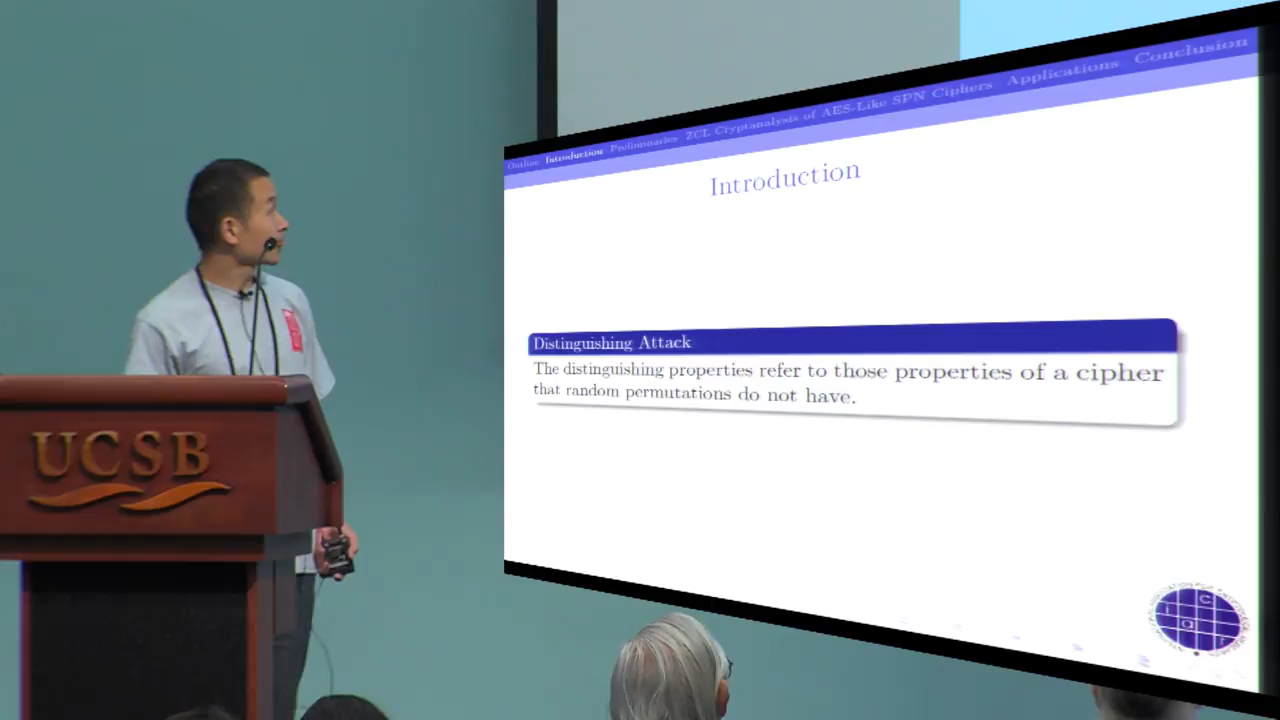 Outline Introduction Preliminaries ZCL Cryptanalysis of AES-Like SPN Ciphers Applications Conclusion
Introduction
Distinguishing Attack
The distinguishing properties refer to those properties of a cipher
that random permutations do not have.
UCSB